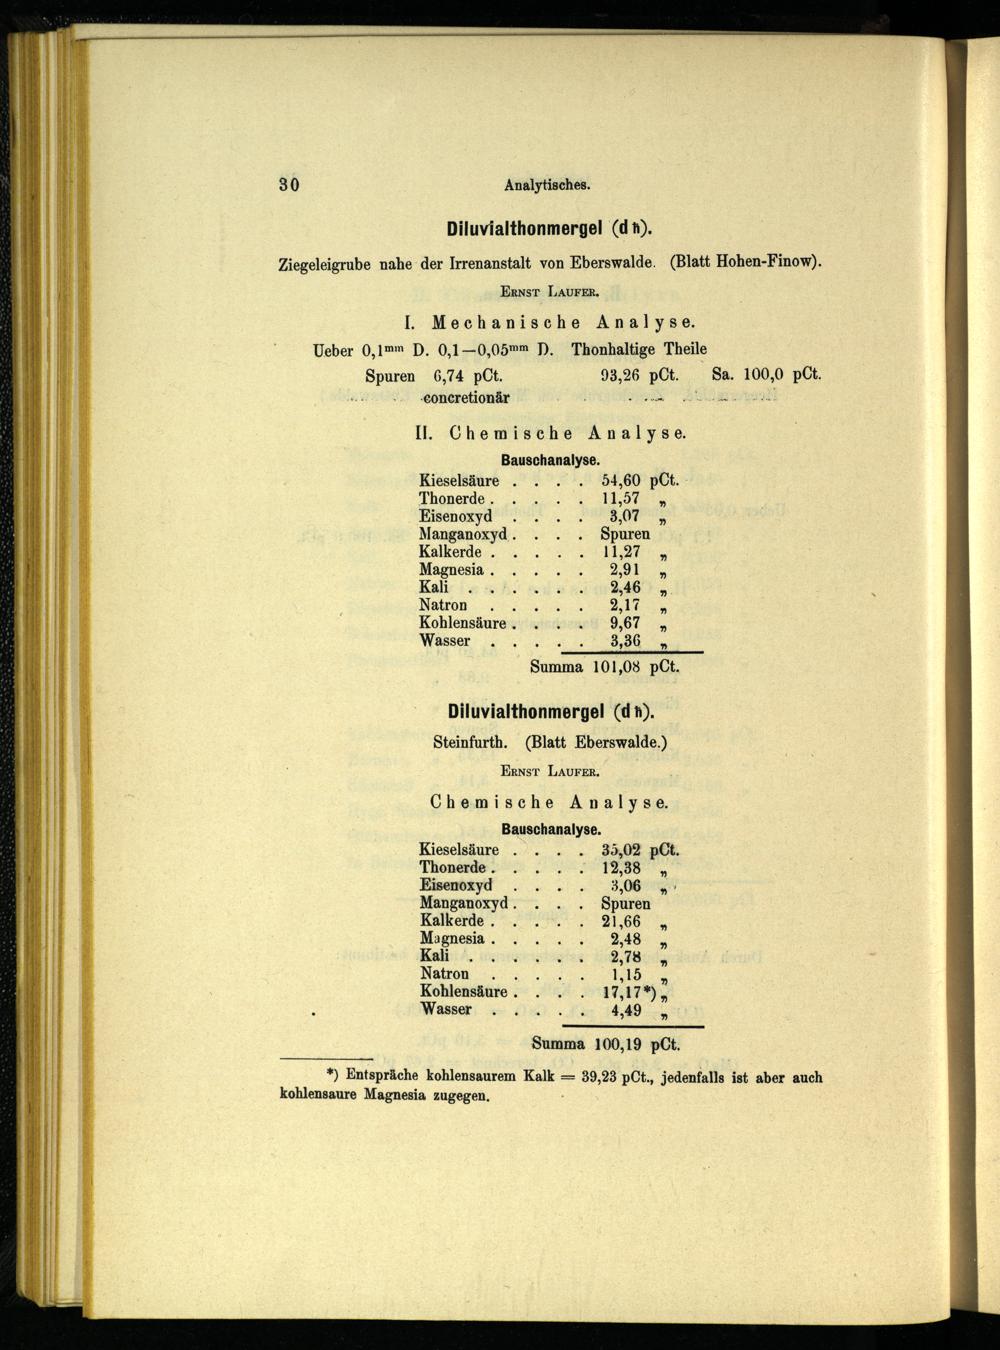 30 Analytisches.
Diluvialthonmergel (dh).
Ziegeleigrube nahe der Irrenanstalt von Eberswalde. (Blatt Hohen-Finow).
Ernst Laufer.
I. Mechanische Analyse.
Ueber 0,1mm D. 0,1—0,05mm D. Thonhaltige Theile
Spuren 6,74 pCt. 93,26 pCt. Sa. 100,0 pCt.
concretionär
II. Chemische Analyse.
Bauschanalyse.
Kieselsäure . . . . 54,60 pCt.
Thonerde . . . . . 11,57 „
Eisenoxyd . . . . 3,07 „
Manganoxyd . . . . Spuren
Kalkerde . . . . . 11,27 „
Magnesia . . . . . 2,91 „
Kali . . . . . . 2,46 „
Natron . . . . . 2,17 „
Kohlensäure . . . . 9,67 „
Wasser . . . . . 3,36 „
Summa 101,08 pCt.
Diluvialthonmergel (dh).
Steinfurth. (Blatt Eberswalde.)
Ernst Laufer.
Chemische Analyse.
Bauschanalyse.
Kieselsäure . . . . 35,02 pCt.
Thonerde . . . . . 12,38 „
Eisenoxyd . . . . 3,06 „
Manganoxyd . . . . Spuren
Kalkerde . . . . . 21,66 „
Magnesia . . . . . 2,48 „
Kali . . . . . . 2,78 „
Natron . . . . . 1,15 „
Kohlensäure . . . . 17,17*) „
Wasser . . . . . 4,49 „
Summa 100,19 pCt.
*) Entspräche kohlensaurem Kalk = 39,23 pCt., jedenfalls ist aber auch
kohlensaure Magnesia zugegen.